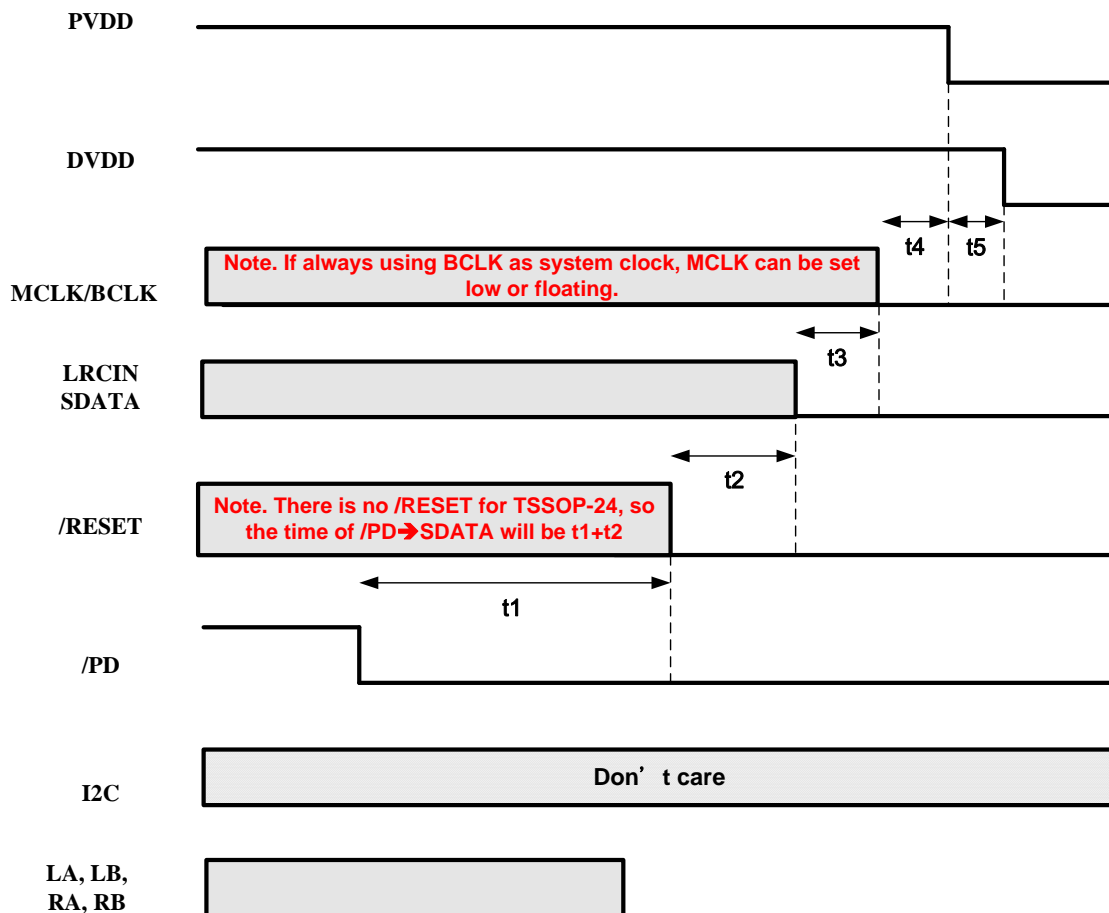 PVDD
DVDD
t4
t5
Note. If always using BCLK as system clock, MCLK can be set
low or floating.
MCLK/BCLK
t3
LRCIN
SDATA
t2
Note. There is no /RESET for TSSOP-24, so
the time of /PD➔SDATA will be t1+t2
/RESET
t1
/PD
Don’ t care
I2C
LA, LB,
RA, RB